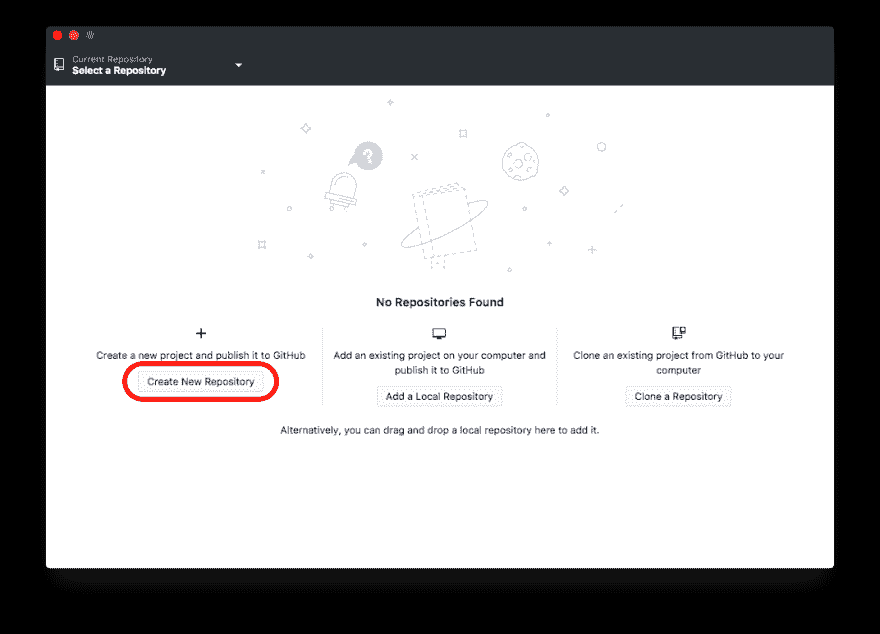 Current Repository
Select a Repository
?
No Repositories Found
Create a new project and publish it to GitHub
Create New Repository
Add an existing project on your computer and
publish it to GitHub
Add a Local Repository
Clone an existing project from GitHub to your
computer
Clone a Repository
Alternatively, you can drag and drop a local repository here to add it.